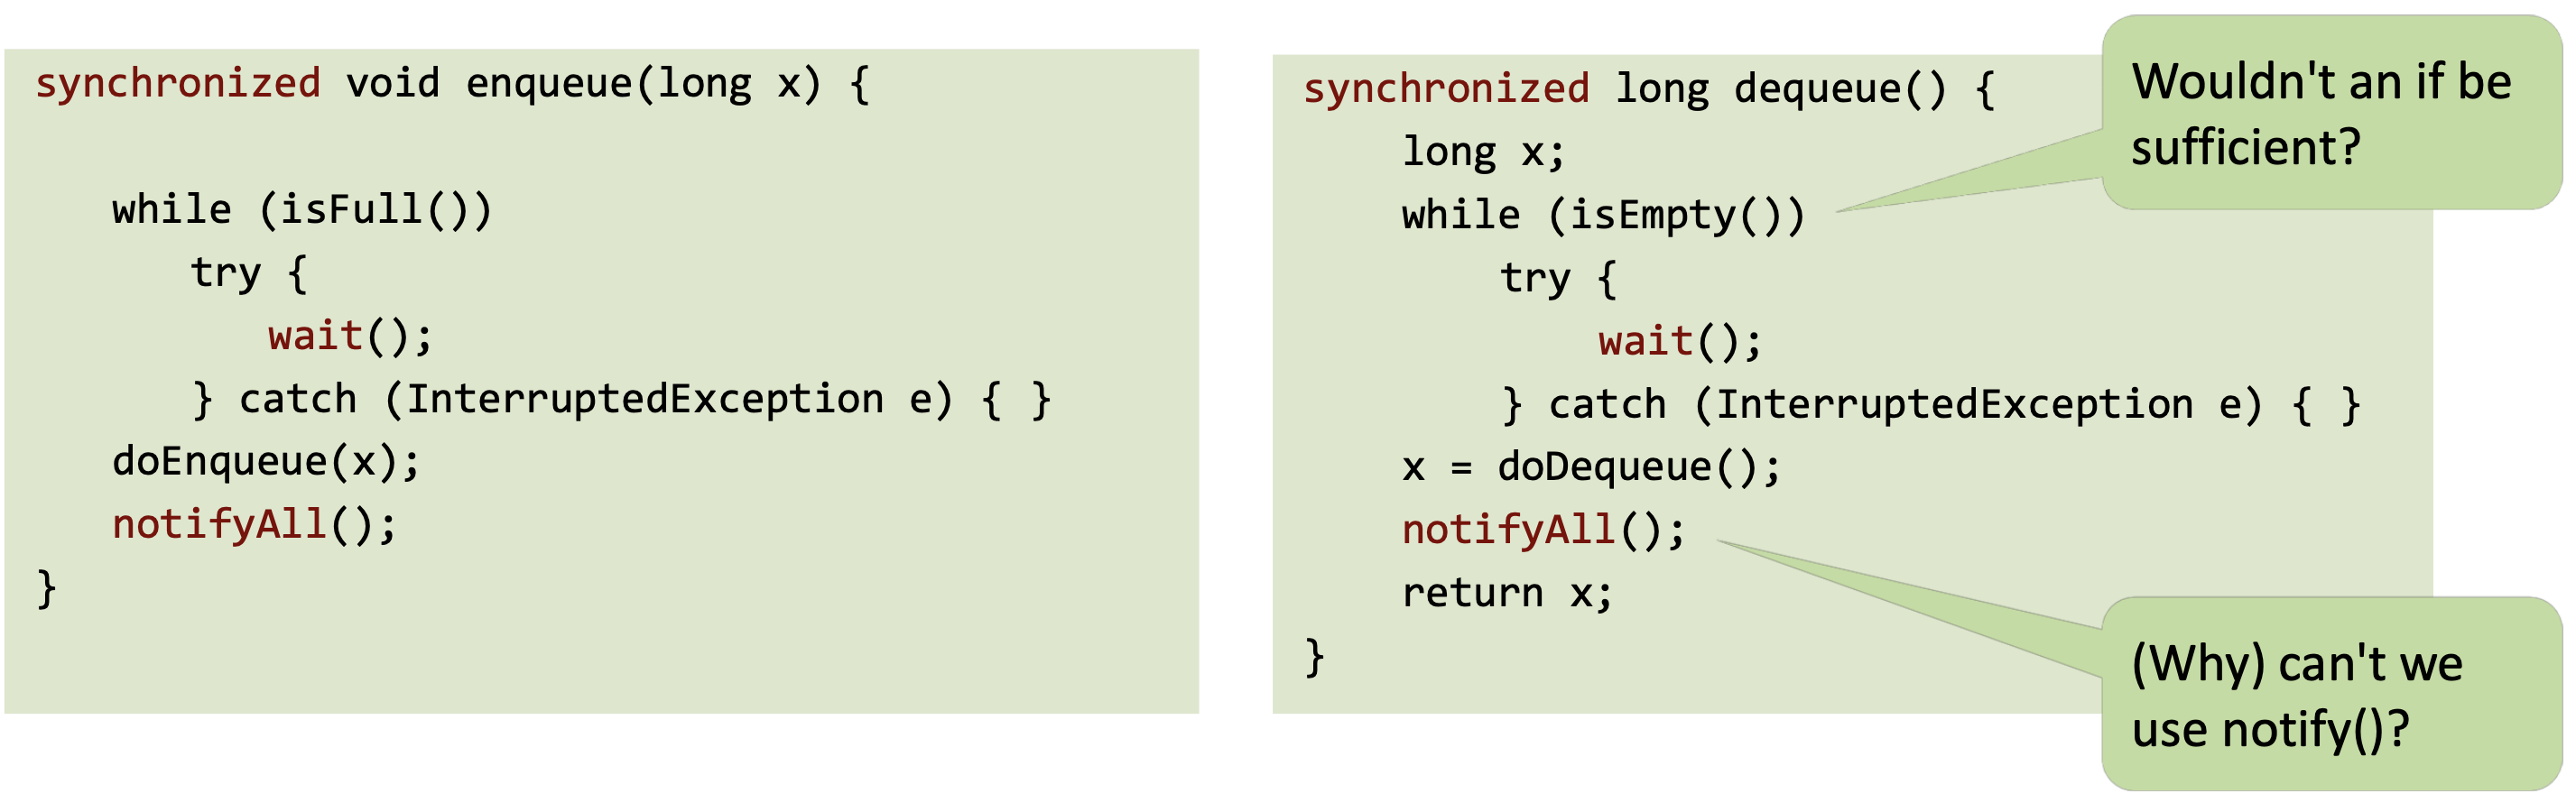 synchronized void enqueue(long x) {
while (isFull())
try {
wait();
} catch (InterruptedException e) { }
doEnqueue(x);
notifyAll();
}
synchronized long dequeue() {
long x;
while (isEmpty())
try {
wait();
} catch (InterruptedException e) { }
x = doDequeue();
notifyAll();
return x;
}
Wouldn't an if be
sufficient?
(Why) can't we
use notify()?